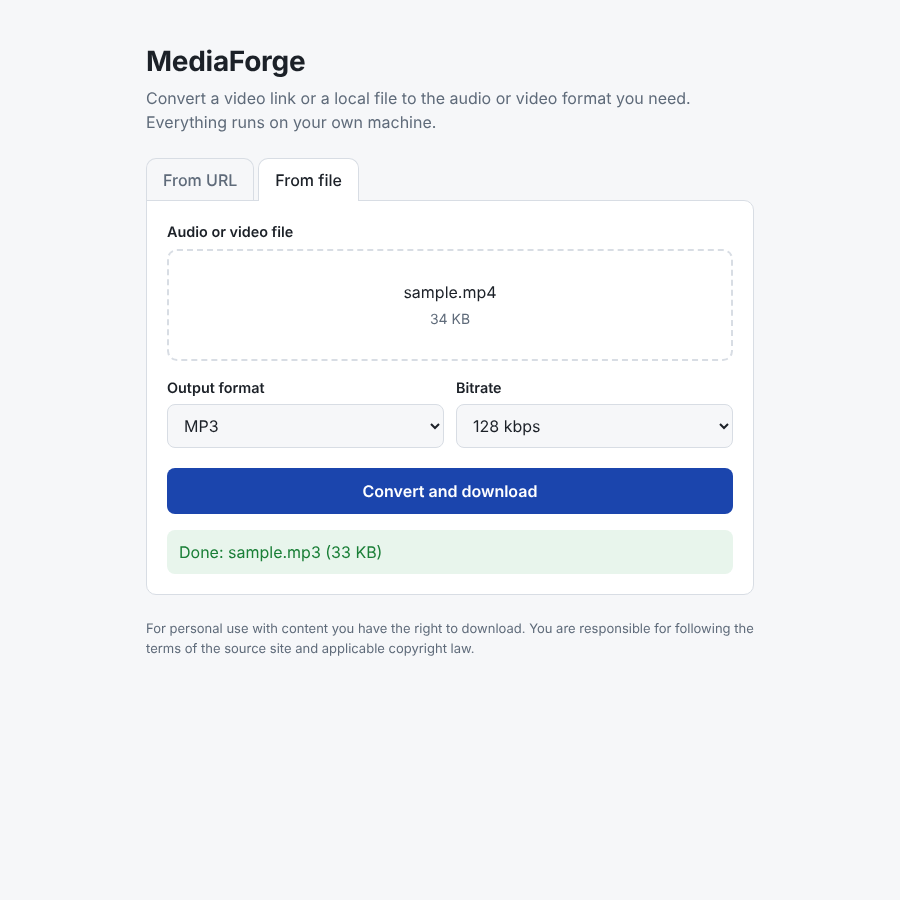 MediaForge
Convert a video link or a local file to the audio or video format you need.
Everything runs on your own machine.
From URL
From file
Audio or video file
sample.mp4
34 KB
Output format
Bitrate
MP3
128 kbps
Convert and download
Done: sample.mp3 (33 KB)
For personal use with content you have the right to download. You are responsible for following the
terms of the source site and applicable copyright law.